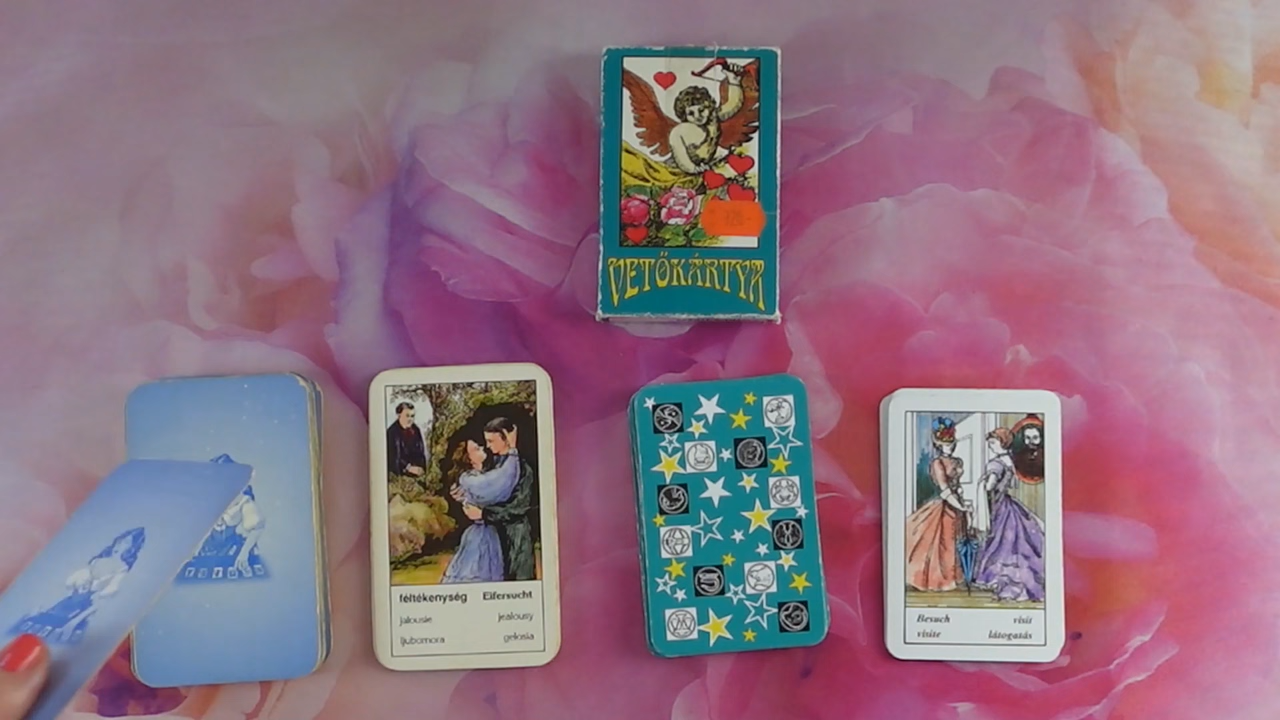 VETŐKÁRTYA
féltékenység Eifersucht
jalousie jealousy
ljubomora gelosia
Besuch visit
visite látogatás